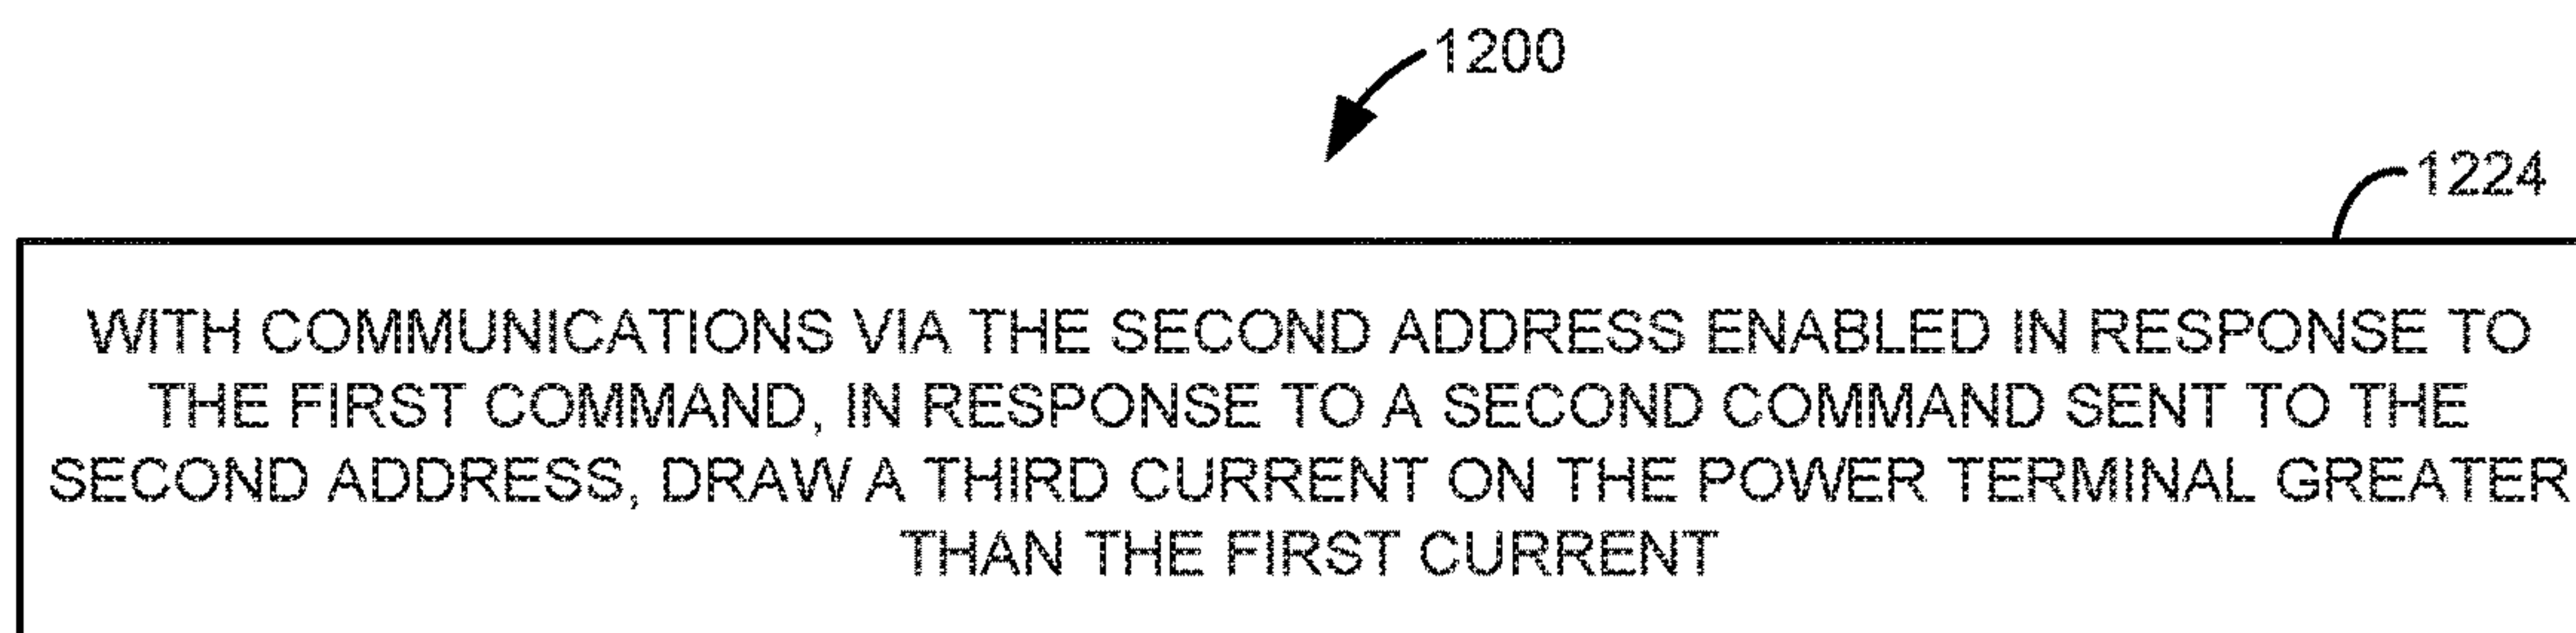 1200
1224
WITH COMMUNICATIONS VIA THE SECOND ADDRESS ENABLED IN RESPONSE TO
THE FIRST COMMAND, IN RESPONSE TO A SECOND COMMAND SENT TO THE
SECOND ADDRESS, DRAW A THIRD CURRENT ON THE POWER TERMINAL GREATER
THAN THE FIRST CURRENT